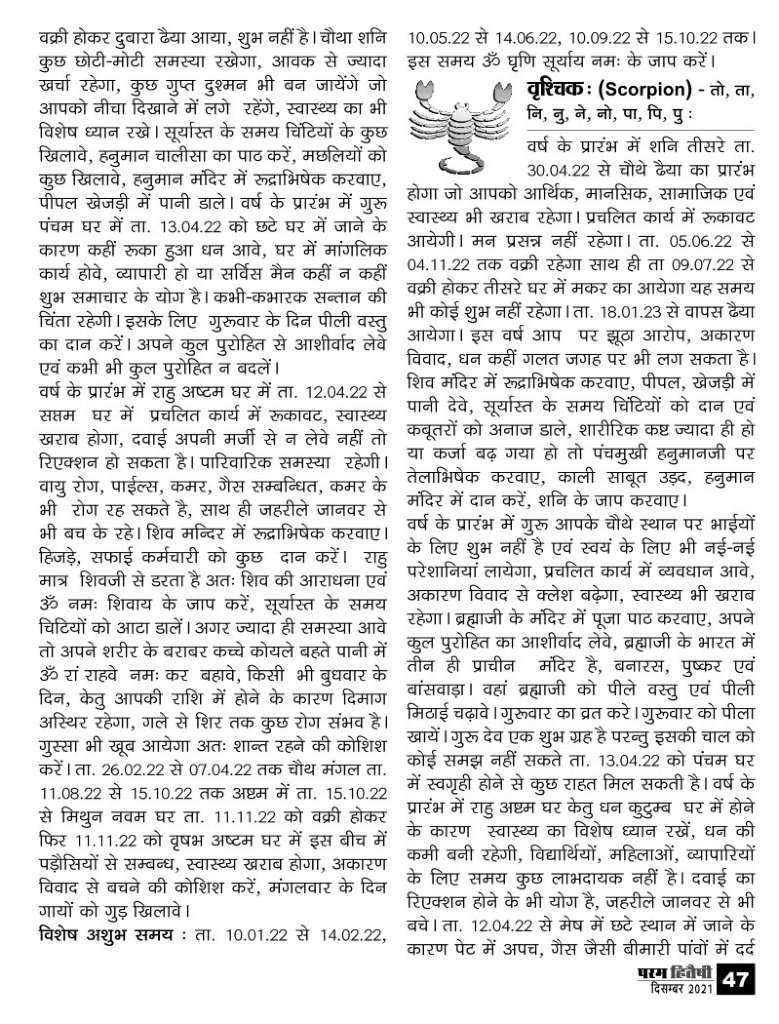 वक्री होकर दुबारा ढैया आया, शुभ नहीं है। चौथा शनि
कुछ छोटी-मोटी समस्या रखेगा, आवक से ज्यादा
खर्चा रहेगा, कुछ गुप्त दुश्मन भी बन जायेंगे जो
आपको नीचा दिखाने में लगे रहेंगे, स्वास्थ्य का भी
विशेष ध्यान रखे। सूर्यास्त के समय चिंटियों के कुछ
खिलावे, हनुमान चालीसा का पाठ करें, मछलियों को
कुछ खिलावे, हनुमान मंदिर में रूद्राभिषेक करवाए,
पीपल खेजड़ी में पानी डाले। वर्ष के प्रारंभ में गुरू
पंचम घर में ता. 13.04.22 को छटे घर में जाने के
कारण कहीं रूका हुआ धन आवे, घर में मांगलिक
कार्य होवे, व्यापारी हो या सर्विस मैन कहीं न कहीं
शुभ समाचार के योग है। कभी-कभारक सन्तान की
चिंता रहेगी। इसके लिए गुरूवार के दिन पीली वस्तु
का दान करें। अपने कुल पुरोहित से आशीर्वाद लेवे
एवं कभी भी कुल पुरोहित न बदलें।
वर्ष के प्रारंभ में राहु अष्टम घर में ता. 12.04.22 से
सप्तम घर में प्रचलित कार्य में रूकावट, स्वास्थ्य
खराब होगा, दवाई अपनी मर्जी से न लेवे नहीं तो
रिएक्शन हो सकता है। पारिवारिक समस्या रहेगी।
वायु रोग, पाईल्स, कमर, गैस सम्बन्धित, कमर के
भी रोग रह सकते है, साथ ही जहरीले जानवर से
भी बच के रहे। शिव मन्दिर में रूद्राभिषेक करवाए।
हिजड़े, सफाई कर्मचारी को कुछ दान करें। राहु
मात्र शिवजी से डरता है अतः शिव की आराधना एवं
ॐ नमः शिवाय के जाप करें, सूर्यास्त के समय
चिटियों को आटा डालें। अगर ज्यादा ही समस्या आवे
तो अपने शरीर के बराबर कच्चे कोयले बहते पानी में
ॐ रां राहवे नमः कर बहावे, किसी भी बुधवार के
दिन, केतु आपकी राशि में होने के कारण दिमाग
अस्थिर रहेगा, गले से शिर तक कुछ रोग संभव है।
गुस्सा भी खूब आयेगा अतः शान्त रहने की कोशिश
करें। ता. 26.02.22 से 07.04.22 तक चौथ मंगल ता.
11.08.22 से 15.10.22 तक अष्टम में ता. 15.10.22
से मिथुन नवम घर ता. 11.11.22 को वक्री होकर
फिर 11.11.22 को वृषभ अष्टम घर में इस बीच में
पड़ौसियों से सम्बन्ध, स्वास्थ्य खराब होगा, अकारण
विवाद से बचने की कोशिश करें, मंगलवार के दिन
गायों को गुड़ खिलावे।
विशेष अशुभ समय : ता. 10.01.22 से 14.02.22,
10.05.22 से 14.06.22, 10.09.22 से 15.10.22 तक।
इस समय ॐ घृणि सूर्याय नमः के जाप करें।
वृश्चिक: (Scorpion) - तो, ता,
नि, नु, ने, नो, पा, पि, पु :
वर्ष के प्रारंभ में शनि तीसरे ता.
30.04.22 से चौथे ढैया का प्रारंभ
होगा जो आपको आर्थिक, मानसिक, सामाजिक एवं
स्वास्थ्य भी खराब रहेगा। प्रचलित कार्य में रूकावट
आयेगी। मन प्रसन्न नहीं रहेगा। ता. 05.06.22 से
04.11.22 तक वक्री रहेगा साथ ही ता 09.07.22 से
वक्री होकर तीसरे घर में मकर का आयेगा यह समय
भी कोई शुभ नहीं रहेगा। ता. 18.01.23 से वापस ढैया
आयेगा। इस वर्ष आप पर झूठा आरोप, अकारण
विवाद, धन कहीं गलत जगह पर भी लग सकता है।
शिव मंदिर में रूद्राभिषेक करवाए, पीपल, खेजड़ी में
पानी देवे, सूर्यास्त के समय चिंटियों को दान एवं
कबूतरों को अनाज डाले, शारीरिक कष्ट ज्यादा ही हो
या कर्जा बढ़ गया हो तो पंचमुखी हनुमानजी पर
तेलाभिषेक करवाए, काली साबूत उड़द, हनुमान
मंदिर में दान करें, शनि के जाप करवाए।
वर्ष के प्रारंभ में गुरू आपके चौथे स्थान पर भाईयों
के लिए शुभ नहीं है एवं स्वयं के लिए भी नई-नई
परेशानियां लायेगा, प्रचलित कार्य में व्यवधान आवे,
अकारण विवाद से क्लेश बढ़ेगा, स्वास्थ्य भी खराब
रहेगा। ब्रह्माजी के मंदिर में पूजा पाठ करवाए, अपने
कुल पुरोहित का आशीर्वाद लेवे, ब्रह्माजी के भारत में
तीन ही प्राचीन मंदिर है, बनारस, पुष्कर एवं
बांसवाड़ा। वहां ब्रह्माजी को पीले वस्तु एवं पीली
मिठाई चढ़ावे। गुरूवार का व्रत करे। गुरूवार को पीला
खायें। गुरू देव एक शुभ ग्रह है परन्तु इसकी चाल को
कोई समझ नहीं सकते ता. 13.04.22 को पंचम घर
में स्वगृही होने से कुछ राहत मिल सकती है। वर्ष के
प्रारंभ में राहु अष्टम घर केतु धन कुटुम्ब घर में होने
के कारण स्वास्थ्य का विशेष ध्यान रखें, धन की
कमी बनी रहेगी, विद्यार्थियों, महिलाओं, व्यापारियों
के लिए समय कुछ लाभदायक नहीं है। दवाई का
रिएक्शन होने के भी योग है, जहरीले जानवर से भी
बचे। ता. 12.04.22 से मेष में छटे स्थान में जाने के
कारण पेट में अपच, गैस जैसी बीमारी पांवों में दर्द
परम हितैषी
दिसम्बर 2021
47